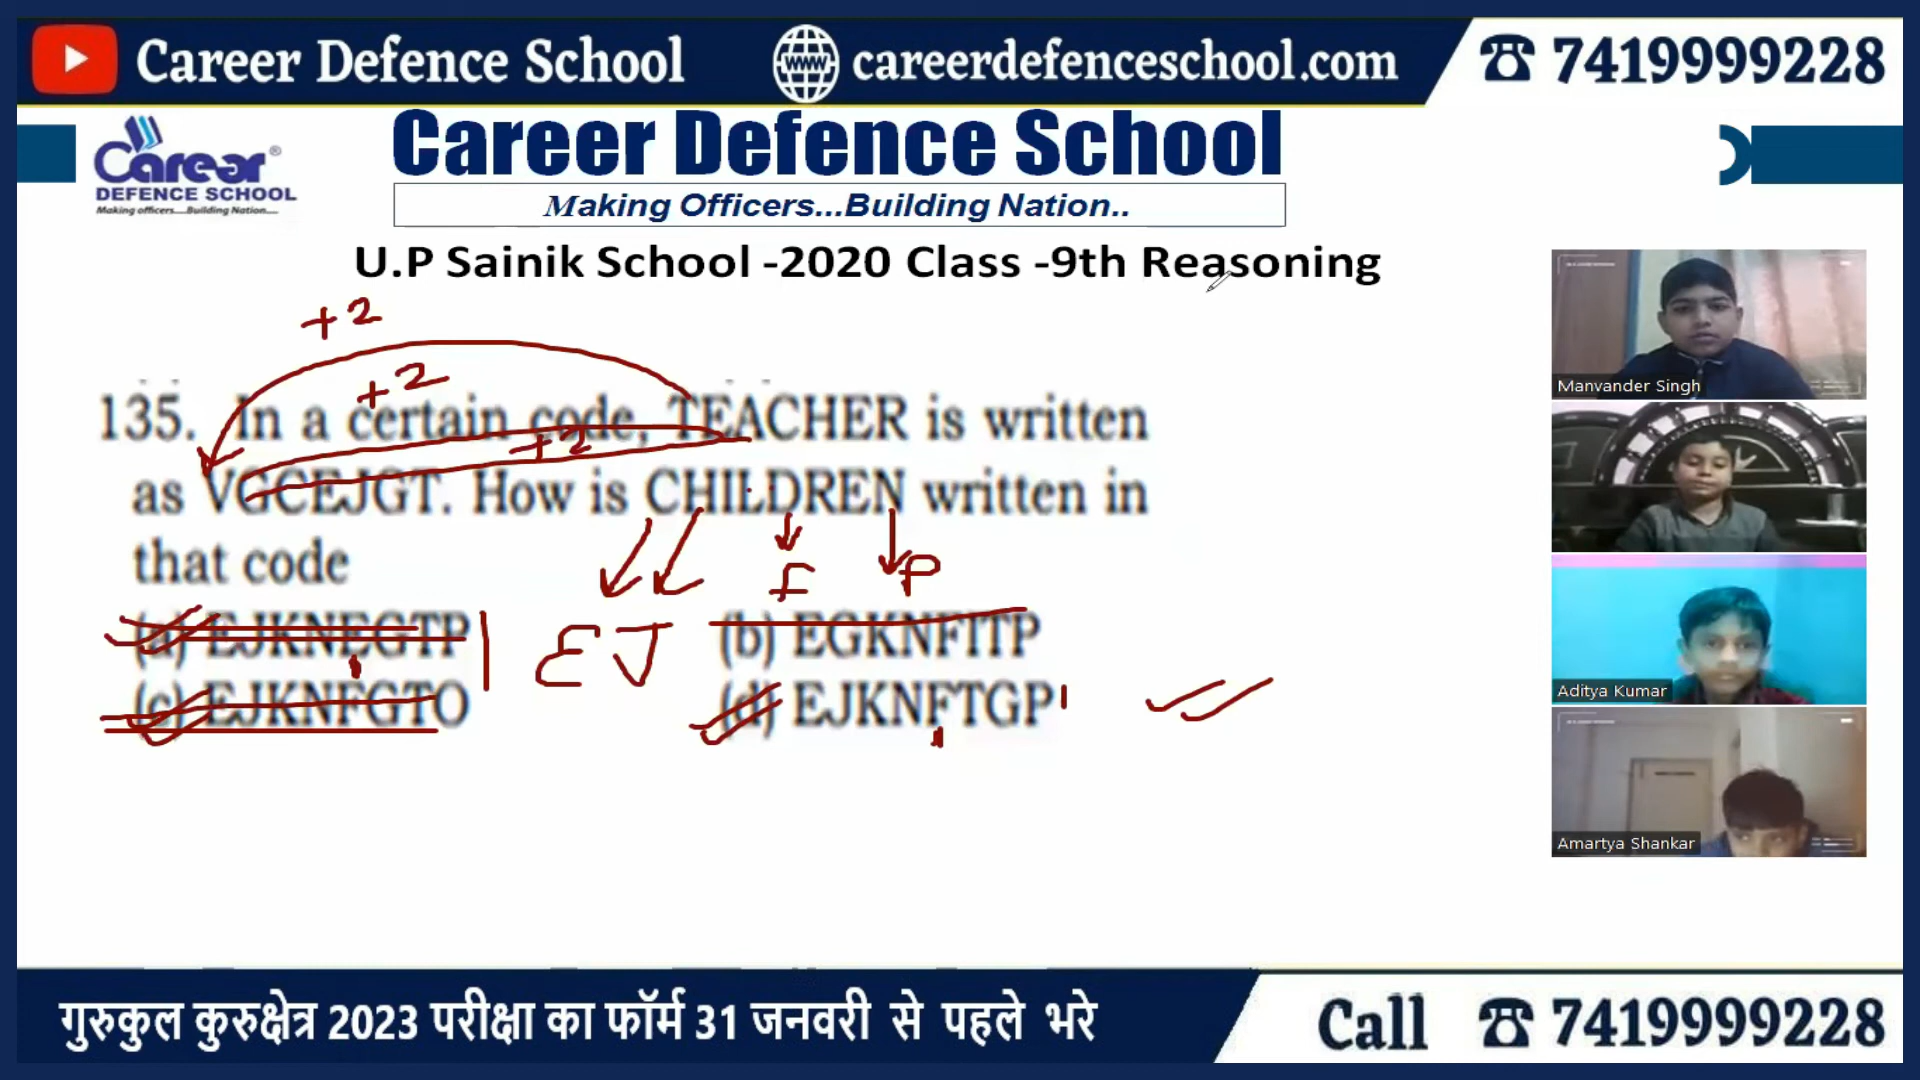 Career Defence School
www
careerdefenceschool.com
7419999228
Career®
DEFENCE SCHOOL
Making officers....Building Nation....
Career Defence School
Making Officers...Building Nation..
U.P Sainik School -2020 Class -9th Reasoning
+2
+2
135. In a certain code, TEACHER is written
+2
as VGCEJGT. How is CHILDREN written in
that code
F P
(a) EJKNEGTP
EJ
(b) EGKNFITP
(c) EJKNFGTO
(d) EJKNFTGP
Manvander Singh
Aditya Kumar
Amartya Shankar
गुरुकुल कुरुक्षेत्र 2023 परीक्षा का फॉर्म 31 जनवरी से पहले भरे
Call 7419999228